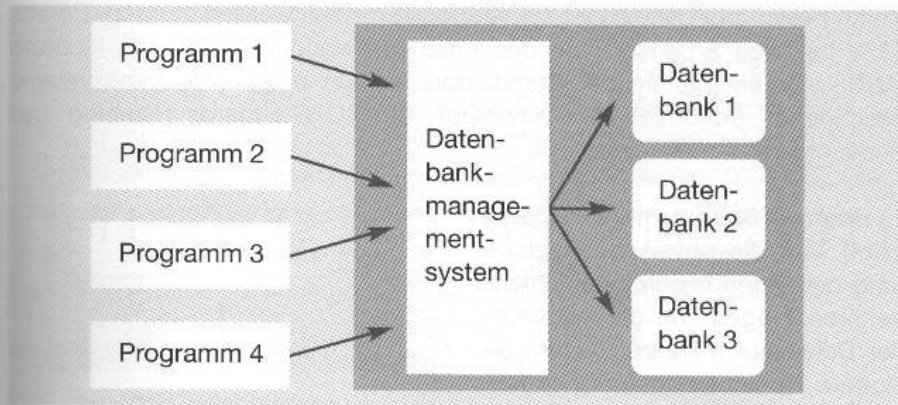 Programm 1
Programm 2
Programm 3
Programm 4
Daten-
bank-
manage-
ment-
system
Daten-
bank 1
Daten-
bank 2
Daten-
bank 3